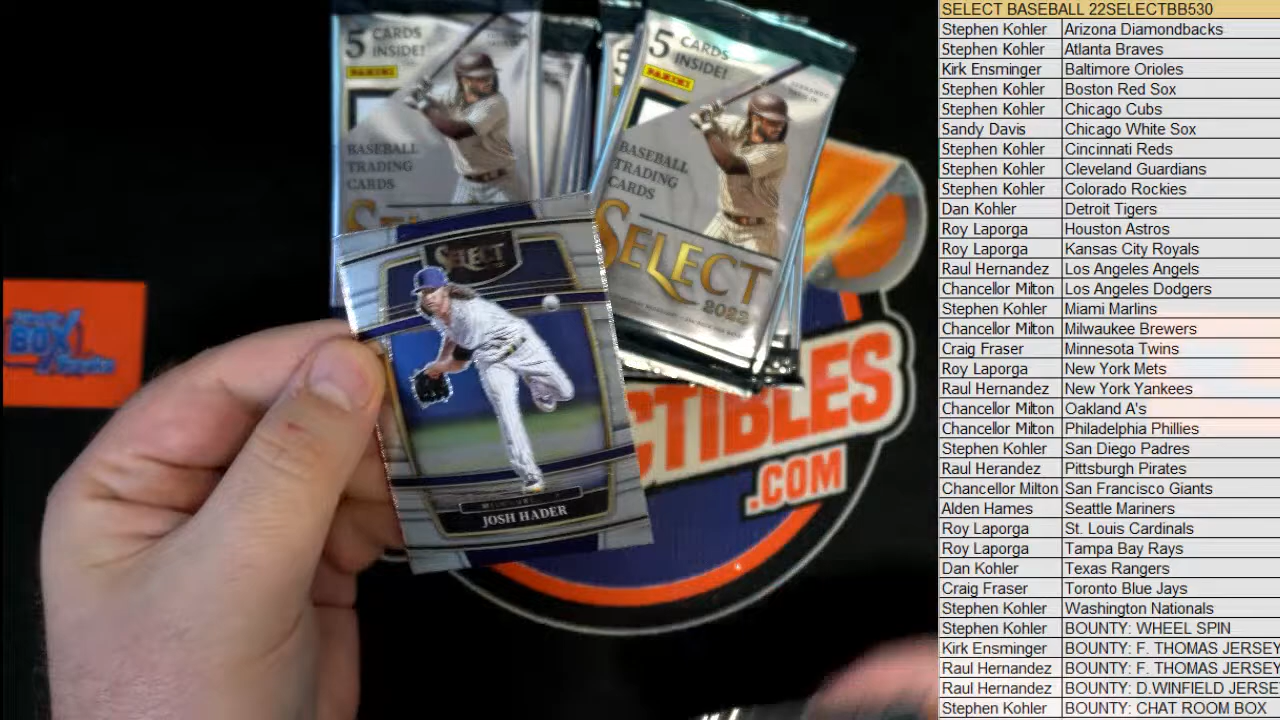 5 CARDS
INSIDE!
PANINI
BASEBALL
TRADING
CARDS
5 CARDS
INSIDE!
PANINI
BASEBALL
TRADING
CARDS
SELECT
2022
SELECT
JOSH HADER
CTIBLES
.COM
BOX
SELECT BASEBALL 22SELECTBB530
Stephen Kohler Arizona Diamondbacks
Stephen Kohler Atlanta Braves
Kirk Ensminger Baltimore Orioles
Stephen Kohler Boston Red Sox
Stephen Kohler Chicago Cubs
Sandy Davis Chicago White Sox
Stephen Kohler Cincinnati Reds
Stephen Kohler Cleveland Guardians
Stephen Kohler Colorado Rockies
Dan Kohler Detroit Tigers
Roy Laporga Houston Astros
Roy Laporga Kansas City Royals
Raul Hernandez Los Angeles Angels
Chancellor Milton Los Angeles Dodgers
Stephen Kohler Miami Marlins
Chancellor Milton Milwaukee Brewers
Craig Fraser Minnesota Twins
Roy Laporga New York Mets
Raul Hernandez New York Yankees
Chancellor Milton Oakland A's
Chancellor Milton Philadelphia Phillies
Stephen Kohler San Diego Padres
Raul Herandez Pittsburgh Pirates
Chancellor Milton San Francisco Giants
Alden Hames Seattle Mariners
Roy Laporga St. Louis Cardinals
Roy Laporga Tampa Bay Rays
Dan Kohler Texas Rangers
Craig Fraser Toronto Blue Jays
Stephen Kohler Washington Nationals
Stephen Kohler BOUNTY: WHEEL SPIN
Kirk Ensminger BOUNTY: F. THOMAS JERSEY
Raul Hernandez BOUNTY: F. THOMAS JERSEY
Raul Hernandez BOUNTY: D.WINFIELD JERSE
Stephen Kohler BOUNTY: CHAT ROOM BOX